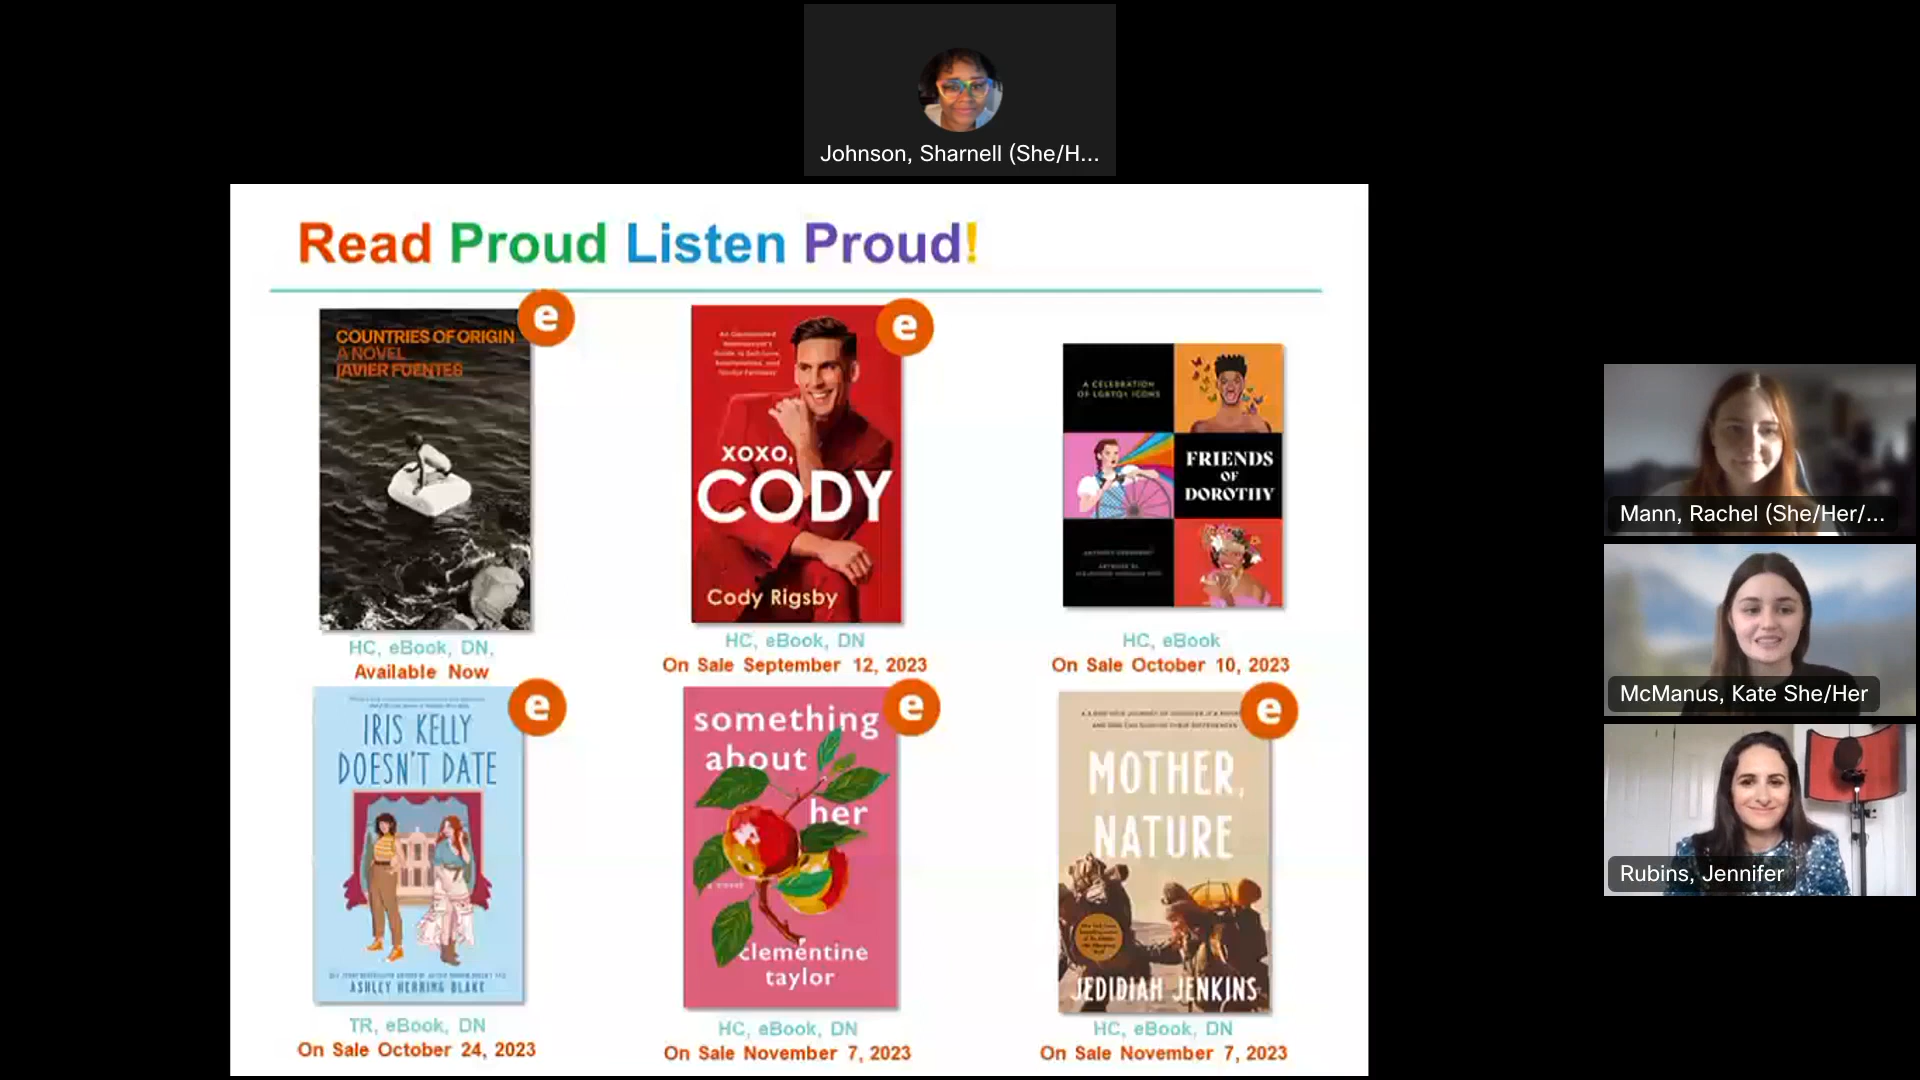 Johnson, Sharnell (She/H...
Read Proud Listen Proud!
COUNTRIES OF ORIGIN
A NOVEL
JAVIER FUENTES
e
HC, eBook, DN,
Available Now
XOXO,
CODY
Cody Rigsby
e
HC, eBook, DN
On Sale September 12, 2023
A CELEBRATION
OF LGBTQ+ ICONS
FRIENDS
OF
DOROTHY
HC, eBook
On Sale October 10, 2023
IRIS KELLY
DOESN'T DATE
ASHLEY HERRING BLAKE
e
TR, eBook, DN
On Sale October 24, 2023
something
about
her
a novel
clementine
taylor
e
HC, eBook, DN
On Sale November 7, 2023
MOTHER,
NATURE
JEDIDIAH JENKINS
e
HC, eBook, DN
On Sale November 7, 2023
Mann, Rachel (She/Her/...
McManus, Kate She/Her
Rubins, Jennifer